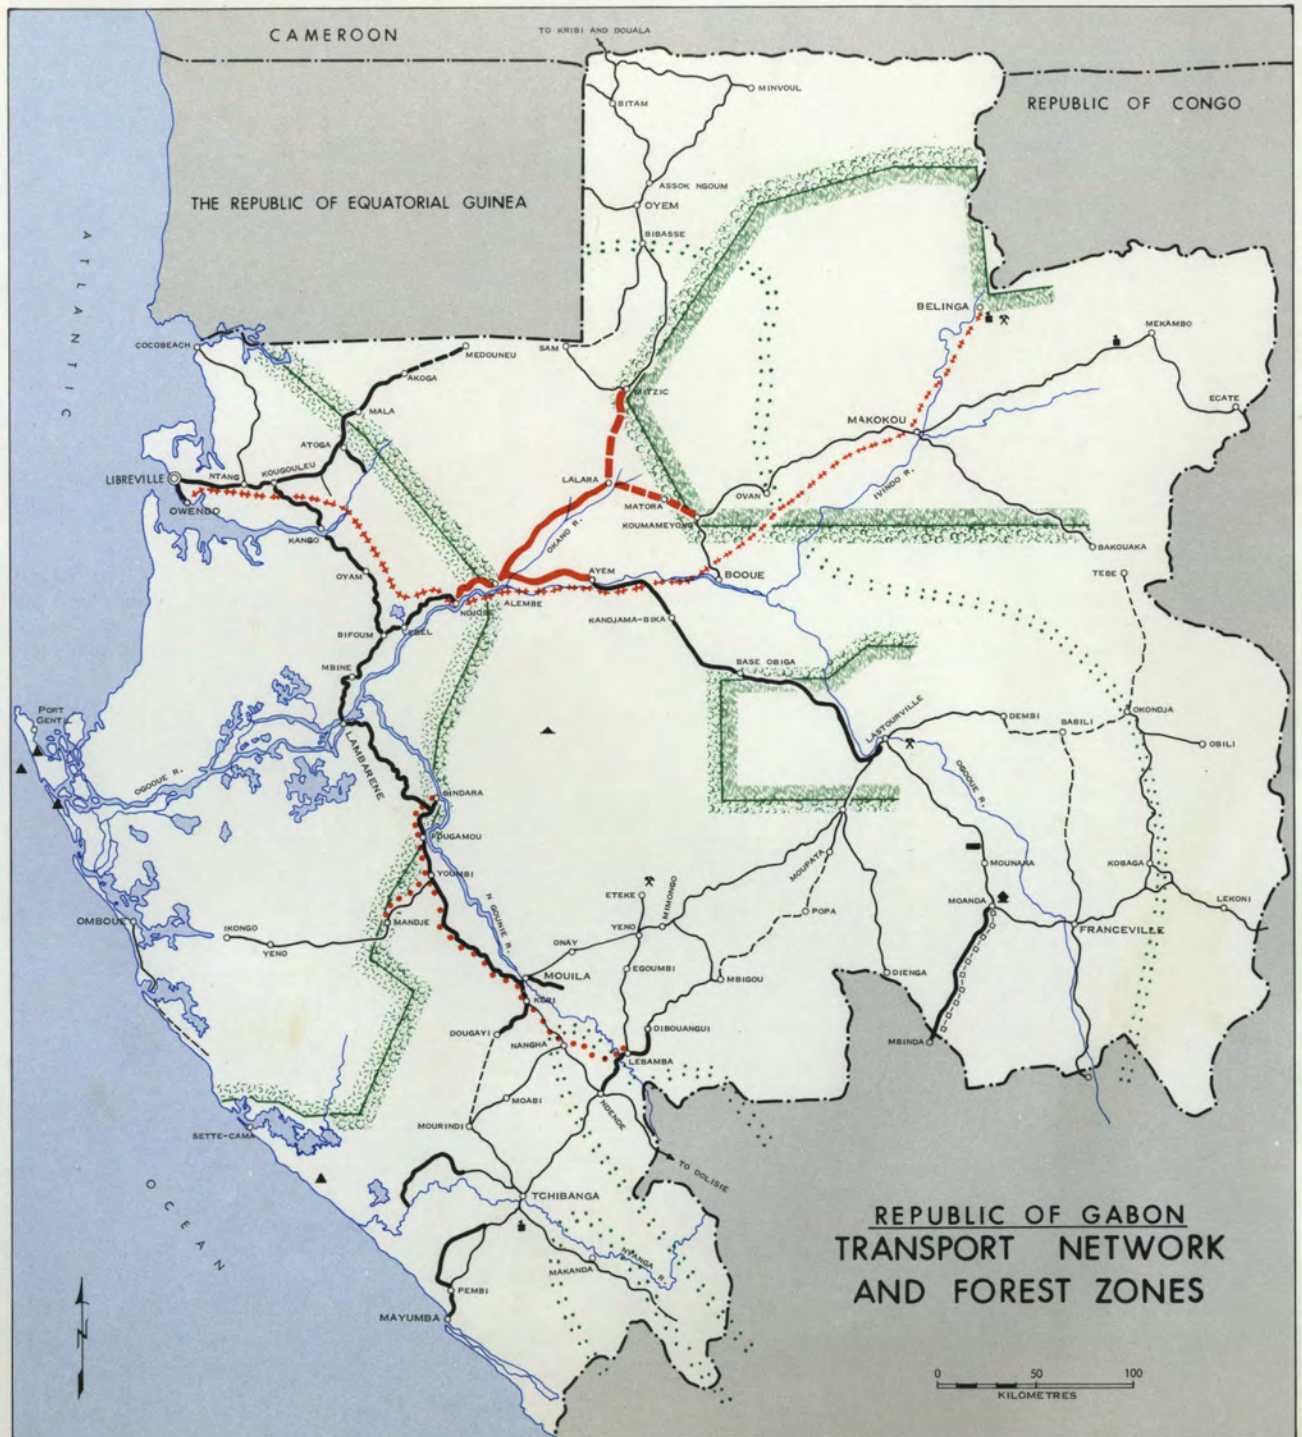 CAMEROON
TO KRIBI AND DOUALA
MINVOUL
BITAM
REPUBLIC OF CONGO
ASSOK NGOUM
THE REPUBLIC OF EQUATORIAL GUINEA
OYEM
BIBASSE
ATLANTIC
BELINGA
MEKAMBO
COCOBEACH
SAM
MEDOUNEU
AKOGA
MITZIC
ECATE
MALA
MAKOKOU
ATOGA
LIBREVILLE
NTANG
KOUGOULEU
LALARA
IVINDO R.
OVAN
MATORA
OWENDO
KOUMAMEYONG
KANGO
OKANO R.
BAKOUAKA
OYAM
AYEM
BOOUE
TEBE
NDJOLE
ALEMBE
KANDJAMA-BIKA
BIFOUM
EBEL
MBINE
BASE OBIGA
PORT
GENTIL
LASTOURVILLE
DEMBI
BABILI
OKONDJA
OBILI
LAMBARENE
OGOOUE R.
OGOOUE R.
SINDARA
FOUGAMOU
MOUPATA
MOUNANA
KOBAGA
YOUMBI
ETEKE
MIMONGO
MOANDA
LEKONI
OMBOUE
MANDJE
N GOUNIE R.
POPA
IKONGO
YENO
YENO
FRANCEVILLE
ONAY
MOUILA
EGOUMBI
MBIGOU
DIENGA
KERI
DOUGAYI
NANGHA
DIBOUANGUI
LEBAMBA
MBINDA
MOABI
NDENDE
SETTE-CAMA
MOURINDI
TO DOLISIE
OCEAN
TCHIBANGA
REPUBLIC OF GABON
TRANSPORT NETWORK
AND FOREST ZONES
NYANGA R.
MAKANDA
PEMBI
MAYUMBA
N
0 50 100
KILOMETRES